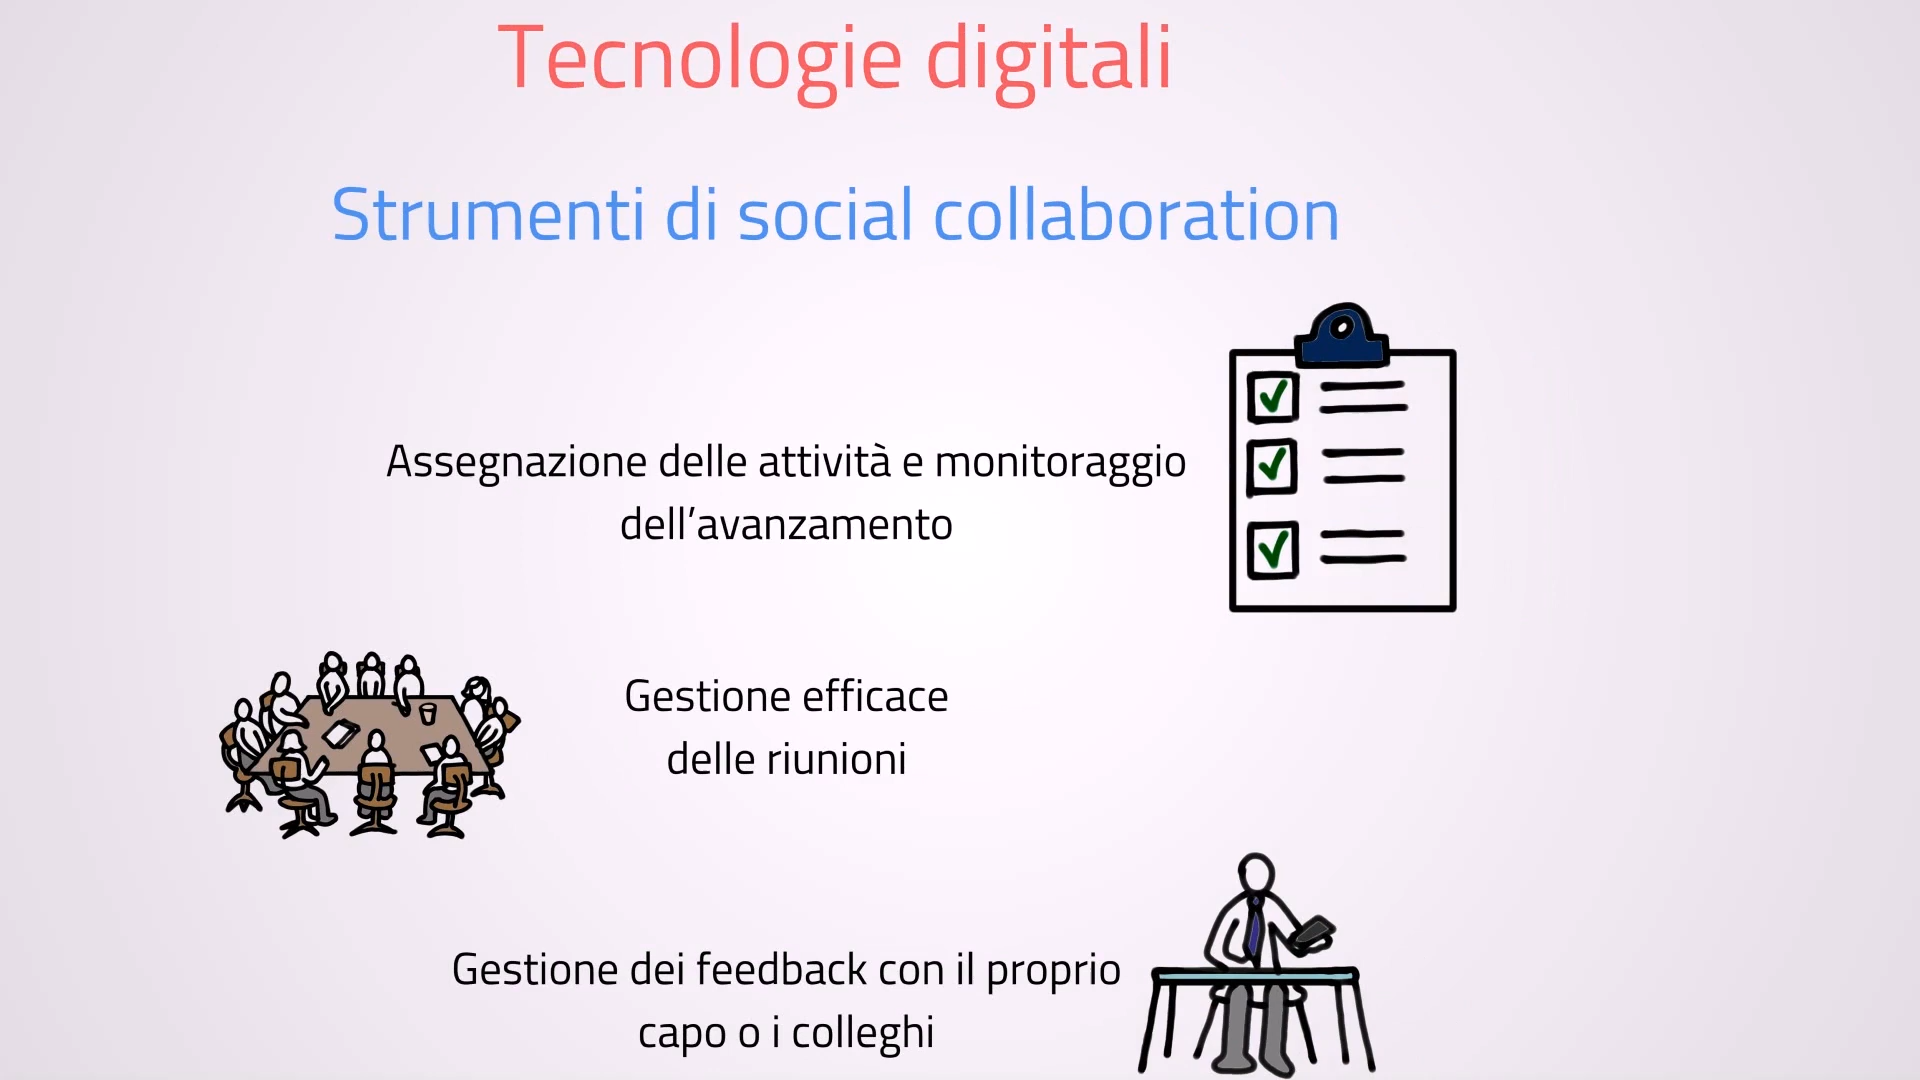 Tecnologie digitali
Strumenti di social collaboration
Assegnazione delle attività e monitoraggio
dell’avanzamento
Gestione efficace
delle riunioni
Gestione dei feedback con il proprio
capo o i colleghi